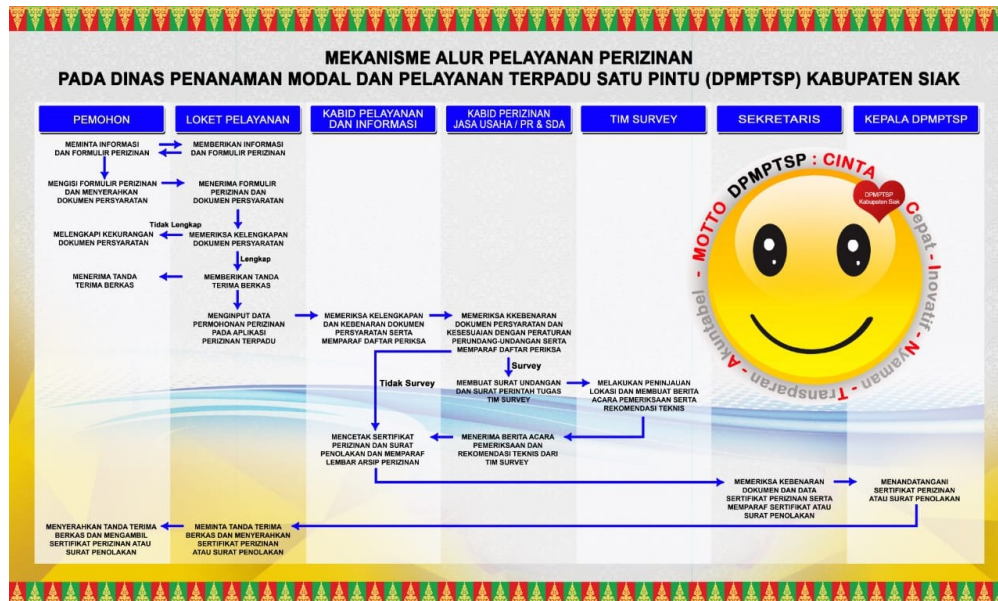 MEKANISME ALUR PELAYANAN PERIZINAN
PADA DINAS PENANAMAN MODAL DAN PELAYANAN TERPADU SATU PINTU (DPMPTSP) KABUPATEN SIAK
PEMOHON
LOKET PELAYANAN
KABID PELAYANAN
DAN INFORMASI
KABID PERIZINAN
JASA USAHA / PR & SDA
TIM SURVEY
SEKRETARIS
KEPALA DPMPTSP
MEMINTA INFORMASI
DAN FORMULIR PERIZINAN
MEMBERIKAN INFORMASI
DAN FORMULIR PERIZINAN
MENGISI FORMULIR PERIZINAN
DAN MENYERAHKAN
DOKUMEN PERSYARATAN
MENERIMA FORMULIR
PERIZINAN DAN
DOKUMEN PERSYARATAN
Tidak Lengkap
MELENGKAPI KEKURANGAN
DOKUMEN PERSYARATAN
MEMERIKSA KELENGKAPAN
DOKUMEN PERSYARATAN
Lengkap
MENERIMA TANDA
TERIMA BERKAS
MEMBERIKAN TANDA
TERIMA BERKAS
MENGINPUT DATA
PERMOHONAN PERIZINAN
PADA APLIKASI
PERIZINAN TERPADU
MEMERIKSA KELENGKAPAN
DAN KEBENARAN DOKUMEN
PERSYARATAN SERTA
MEMPARAF DAFTAR PERIKSA
MEMERIKSA KKEBENARAN
DOKUMEN PERSYARATAN DAN
KESESUAIAN DENGAN PERATURAN
PERUNDANG-UNDANGAN SERTA
MEMPARAF DAFTAR PERIKSA
Survey
Tidak Survey
MEMBUAT SURAT UNDANGAN
DAN SURAT PERINTAH TUGAS
TIM SURVEY
MELAKUKAN PENINJAUAN
LOKASI DAN MEMBUAT BERITA
ACARA PEMERIKSAAN SERTA
REKOMENDASI TEKNIS
MENCETAK SERTIFIKAT
PERIZINAN DAN SURAT
PENOLAKAN DAN MEMPARAF
LEMBAR ARSIP PERIZINAN
MENERIMA BERITA ACARA
PEMERIKSAAN DAN
REKOMENDASI TEKNIS DARI
TIM SURVEY
MEMERIKSA KEBENARAN
DOKUMEN DAN DATA
SERTIFIKAT PERIZINAN SERTA
MEMPARAF SERTIFIKAT ATAU
SURAT PENOLAKAN
MENANDATANGANI
SERTIFIKAT PERIZINAN
ATAU SURAT PENOLAKAN
MENYERAHKAN TANDA TERIMA
BERKAS DAN MENGAMBIL
SERTIFIKAT PERIZINAN ATAU
SURAT PENOLAKAN
MEMINTA TANDA TERIMA
BERKAS DAN MENYERAHKAN
SERTIFIKAT PERIZINAN
ATAU SURAT PENOLAKAN
MOTTO DPMPTSP : CINTA
DPMPTSP
Kabupaten Siak
Cepat - Inovatif - Nyaman - Transparan - Akuntabel -